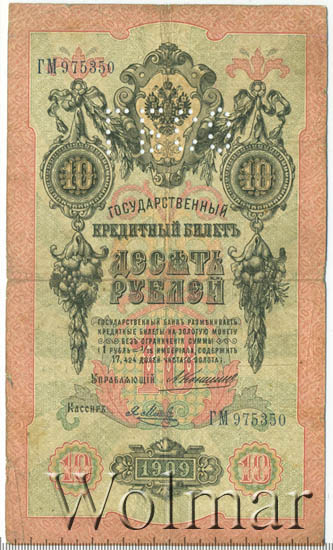 ГМ 975350
10 10
ГОСУДАРСТВЕННЫЙ
КРЕДИТНЫЙ БИЛЕТЪ
ДЕСЯТЬ
РУБЛЕЙ
ГОСУДАРСТВЕННЫЙ БАНКЪ РАЗМѢНИВАЕТЪ
КРЕДИТНЫЕ БИЛЕТЫ НА ЗОЛОТУЮ МОНЕТУ
БЕЗЪ ОГРАНИЧЕНІЯ СУММЫ
(1 РУБЛЬ = 1/15 ИМПЕРІАЛА, СОДЕРЖИТЪ
17,424 ДОЛЕЙ ЧИСТАГО ЗОЛОТА).
УПРАВЛЯЮЩІЙ
Кассиръ
ГМ 975350
10 1909 10
Wolmar